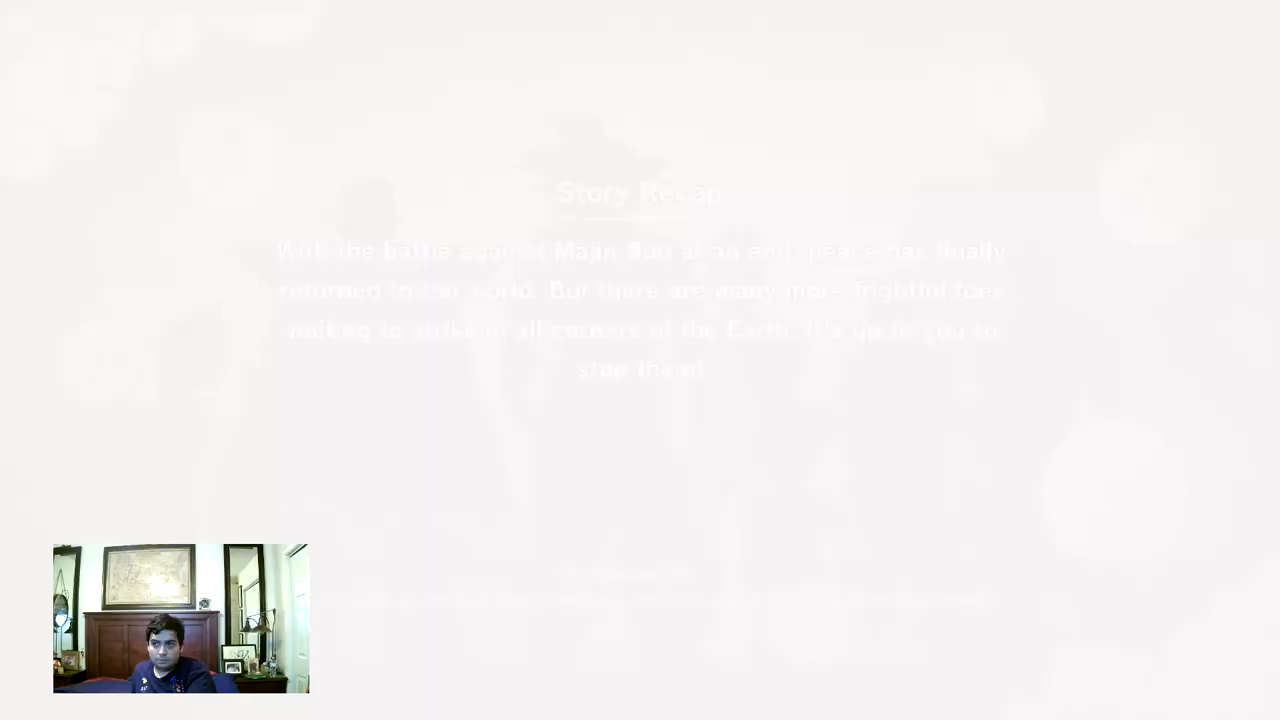 Story Recap
With the battle against Majin Buu at an end, peace has finally
returned to the world. But there are many more frightful foes
waiting to strike in all corners of the Earth. It's up to you to
stop them!